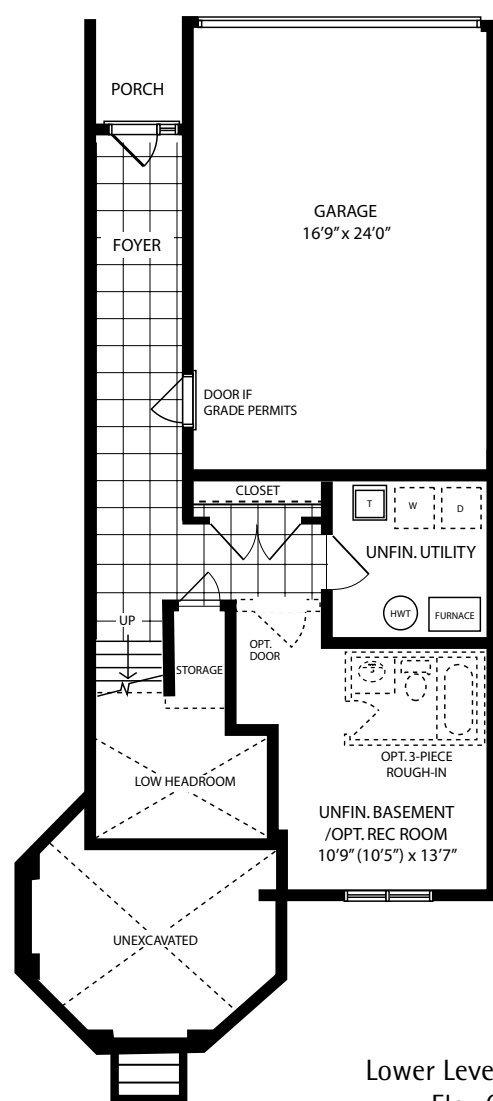 PORCH
GARAGE
16'9" x 24'0"
FOYER
DOOR IF
GRADE PERMITS
CLOSET
T
W
D
UNFIN. UTILITY
HWT
FURNACE
UP
OPT.
DOOR
STORAGE
OPT. 3-PIECE
ROUGH-IN
LOW HEADROOM
UNFIN. BASEMENT
/OPT. REC ROOM
10'9" (10'5") x 13'7"
UNEXCAVATED
Lower Leve